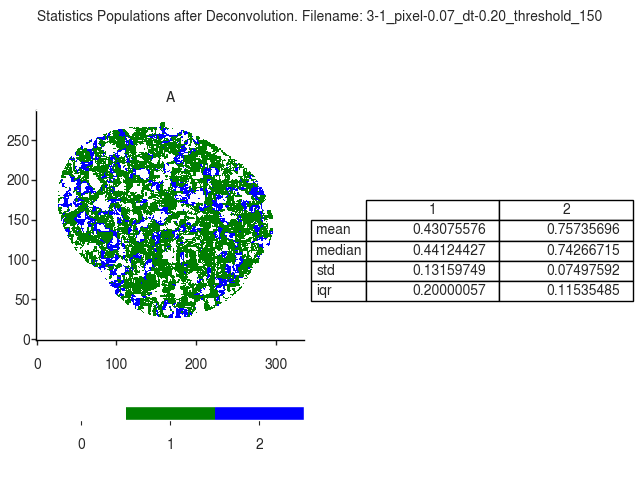 Statistics Populations after Deconvolution. Filename: 3-1_pixel-0.07_dt-0.20_threshold_150
A
250
200
150
100
50
0
0 100 200 300
0 1 2
1 2
mean 0.43075576 0.75735696
median 0.44124427 0.74266715
std 0.13159749 0.07497592
iqr 0.20000057 0.11535485